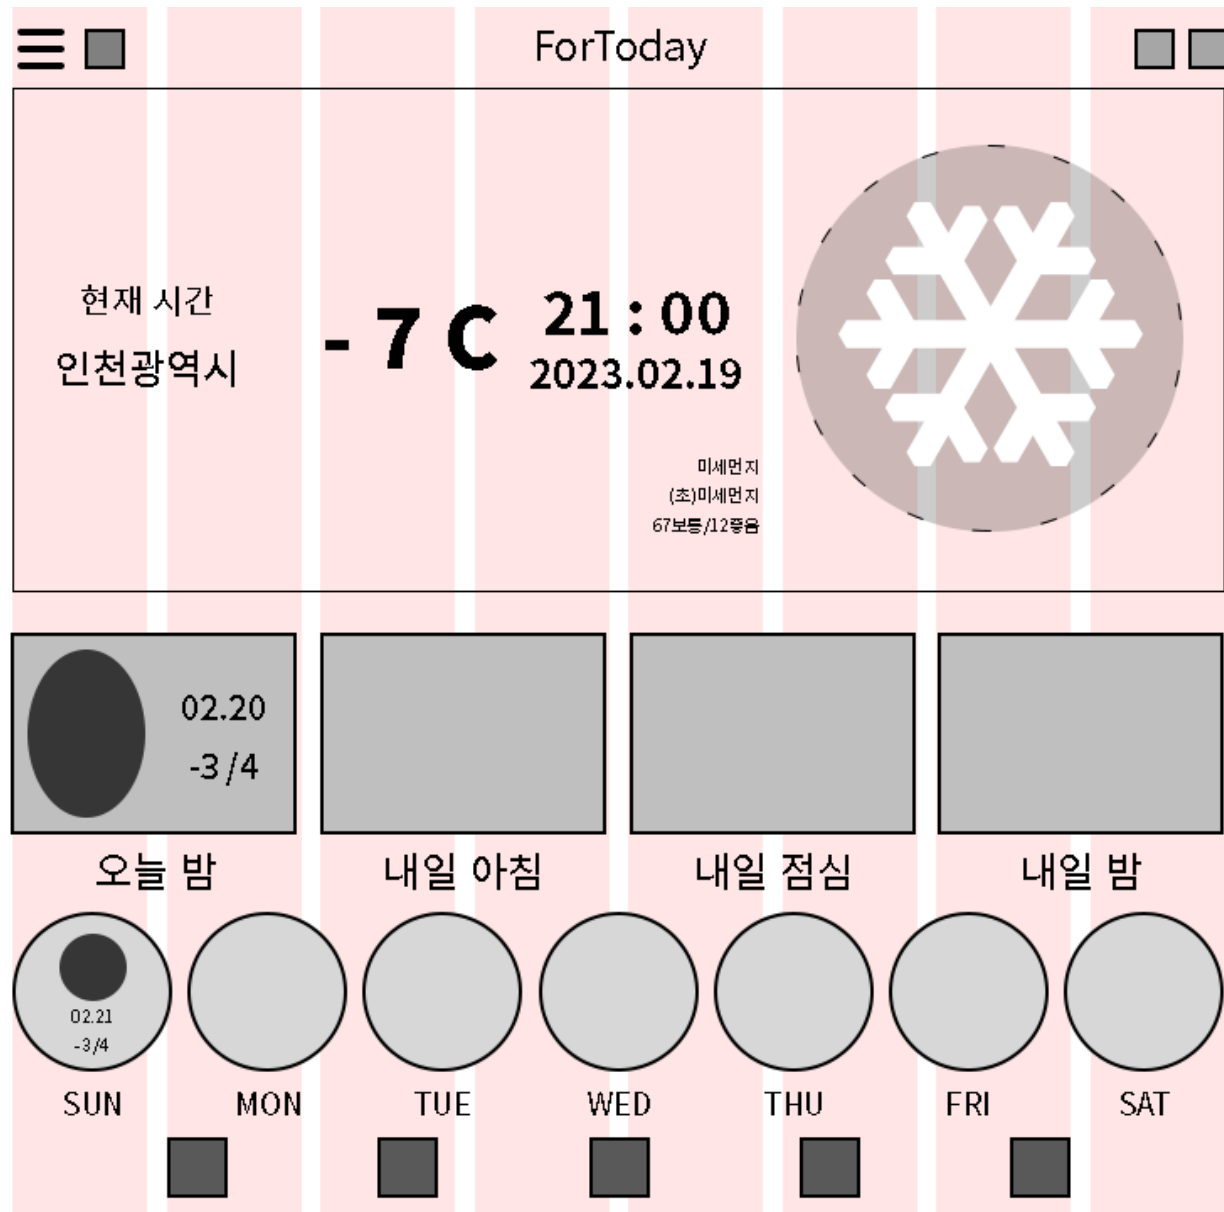 ForToday
현재 시간
인천광역시
- 7 C
21 : 00
2023.02.19
미세먼지
(초)미세먼지
67보통/12좋음
02.20
-3 /4
오늘 밤
내일 아침
내일 점심
내일 밤
02.21
-3/4
SUN
MON
TUE
WED
THU
FRI
SAT